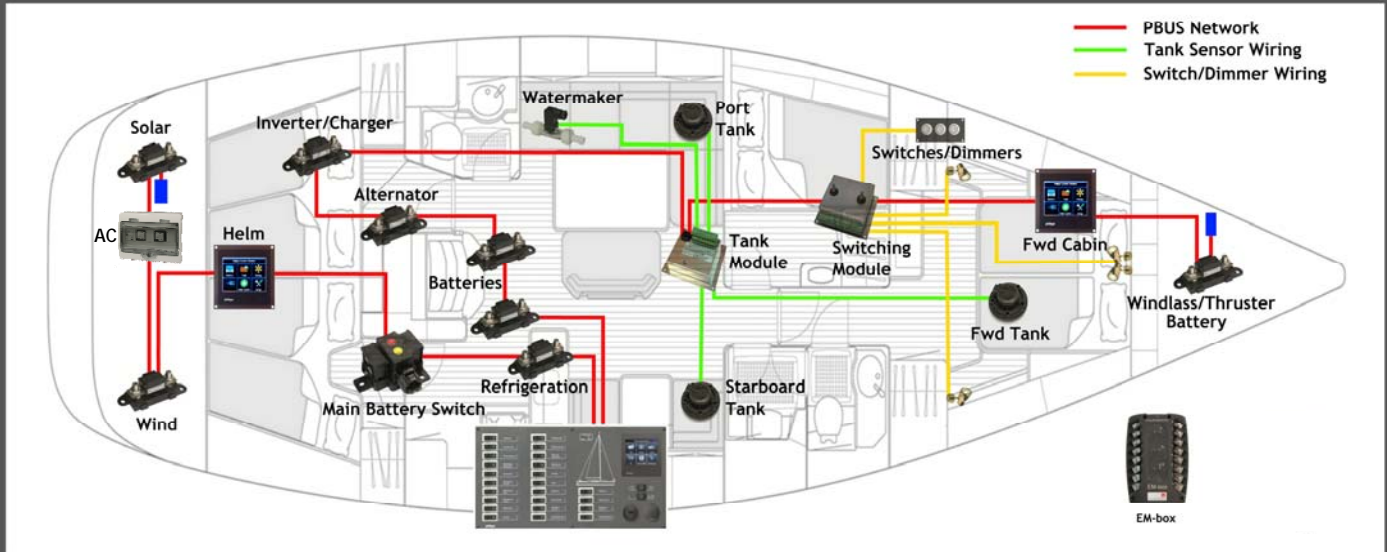 PBUS Network
Tank Sensor Wiring
Switch/Dimmer Wiring
Watermaker
Port
Tank
Solar
Inverter/Charger
Switches/Dimmers
Alternator
AC
Helm
Tank
Module
Switching
Module
Fwd Cabin
Batteries
Windlass/Thruster
Battery
Fwd Tank
Refrigeration
Starboard
Tank
Main Battery Switch
Wind
EM-box